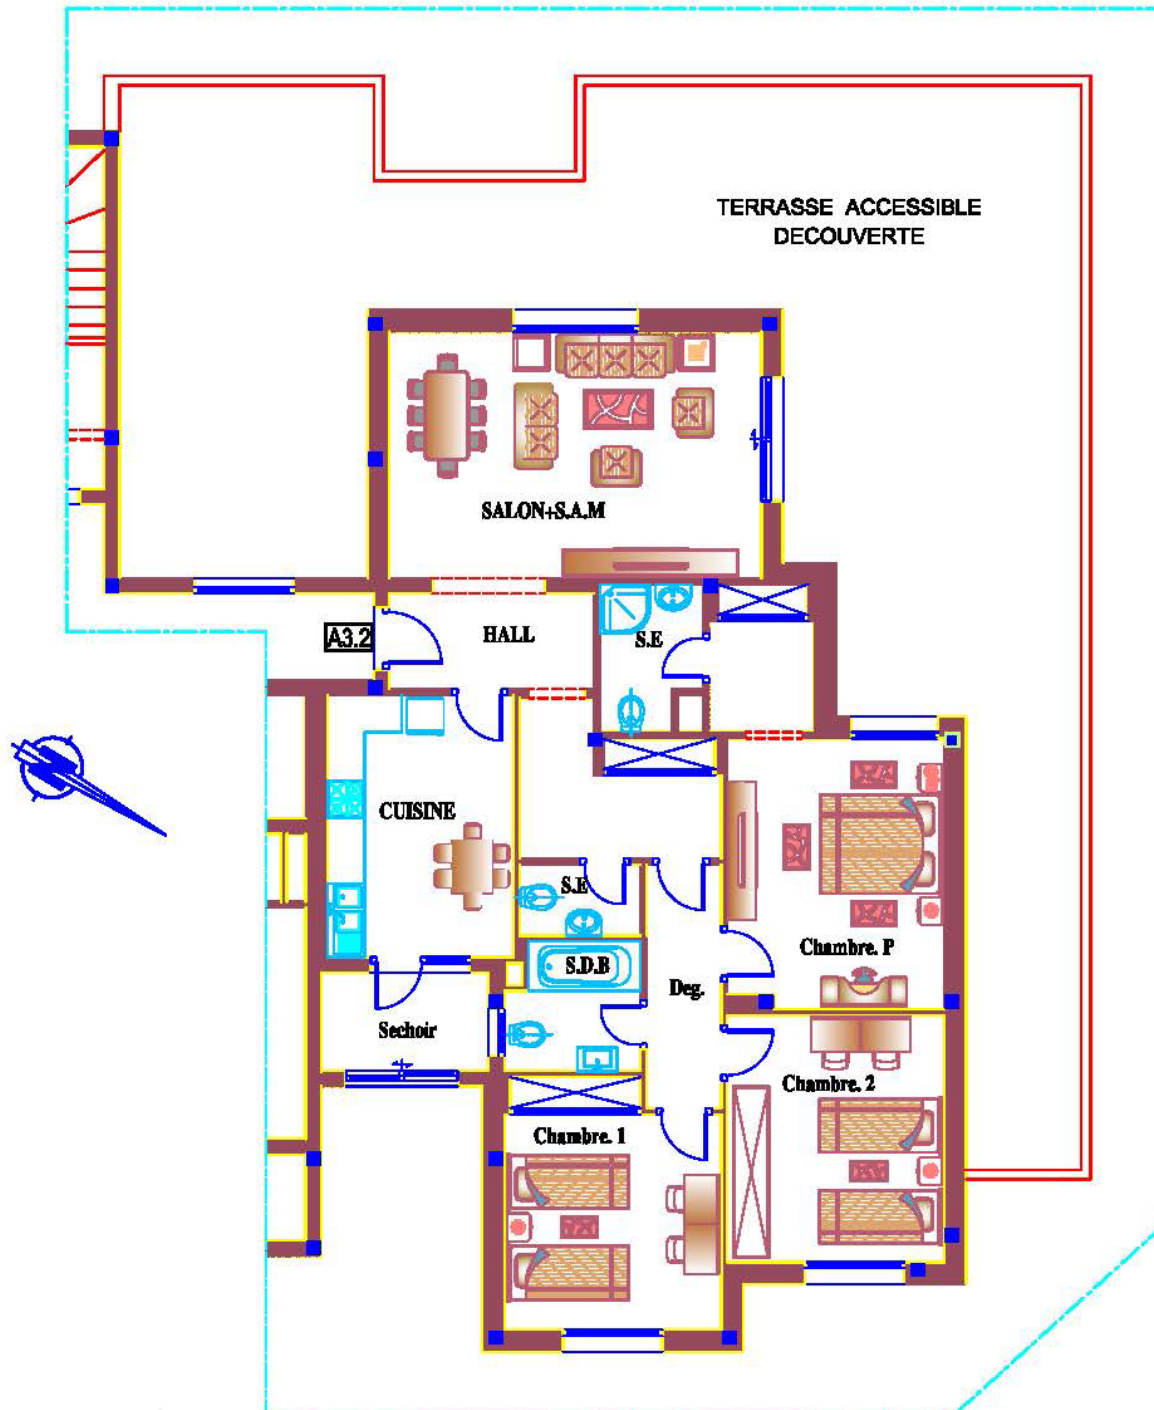 TERRASSE ACCESSIBLE
DECOUVERTE
SALON+S.A.M
A3.2
HALL
S.E
CUISINE
S.E
Chambre. P
S.D.B
Deg.
Sechoir
Chambre. 2
Chambre. 1